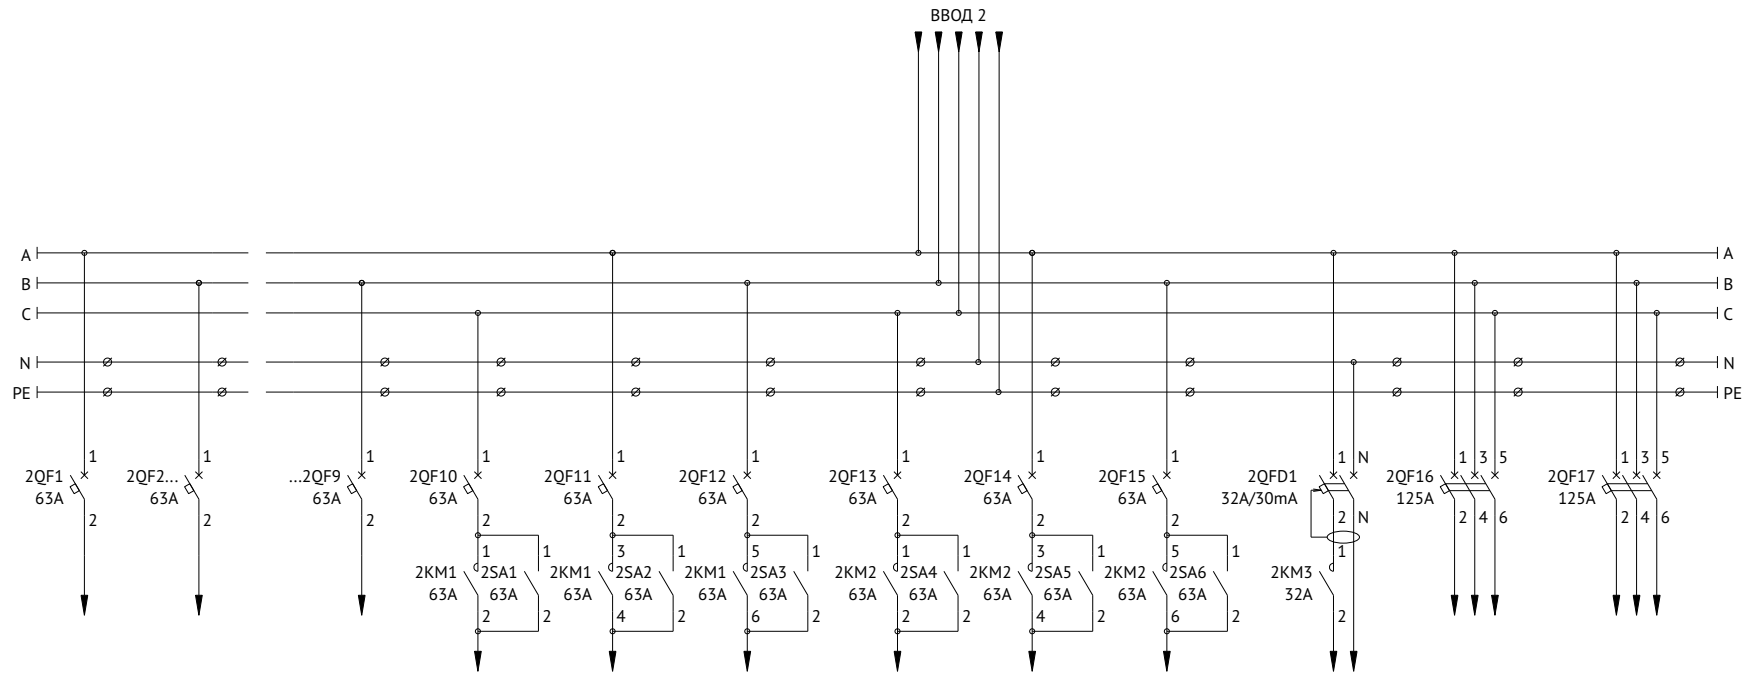 ВВОД 2
A A
B B
C C
N N
PE PE
1 1 1 1 1 1 1 1 1 1 N 1 3 5 1 3 5
2QF1 2QF2... ...2QF9 2QF10 2QF11 2QF12 2QF13 2QF14 2QF15 2QFD1 2QF16 2QF17
63A 63A 63A 63A 63A 63A 63A 63A 63A 32A/30mA 125A 125A
2 2 2 2 2 2 2 2 2 2 N 2 4 6 2 4 6
1 1 3 1 5 1 1 1 3 1 5 1 1
2KM1 2SA1 2KM1 2SA2 2KM1 2SA3 2KM2 2SA4 2KM2 2SA5 2KM2 2SA6 2KM3
63A 63A 63A 63A 63A 63A 63A 63A 63A 63A 63A 63A 32A
2 2 4 2 6 2 2 2 4 2 6 2 2